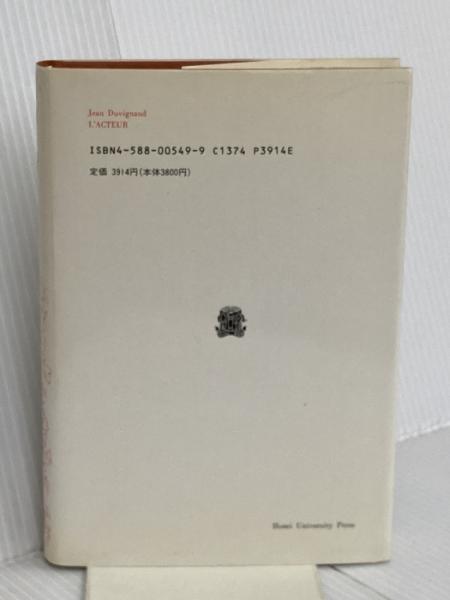 Jean Duvignaud
L'ACTEUR
ISBN4-588-00549-9 C1374 P3914E
定価 3914円(本体3800円)
Hosei University Press